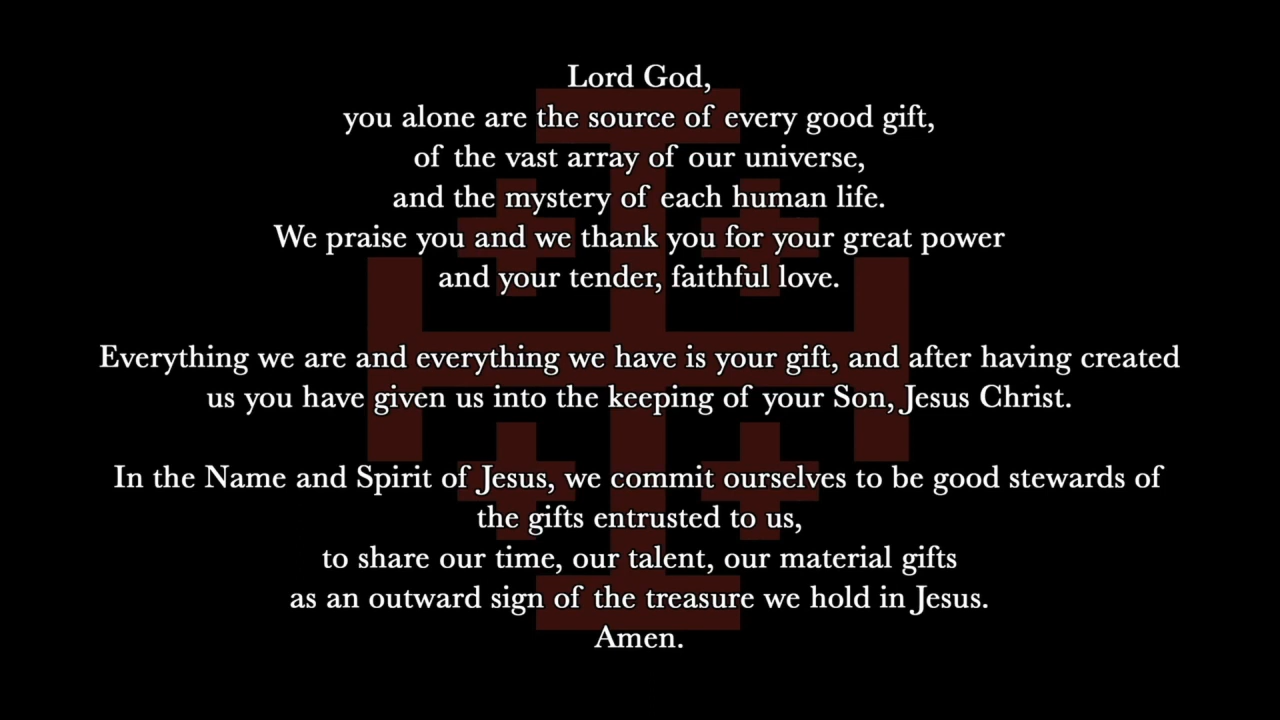 Lord God,
you alone are the source of every good gift,
of the vast array of our universe,
and the mystery of each human life.
We praise you and we thank you for your great power
and your tender, faithful love.
Everything we are and everything we have is your gift, and after having created
us you have given us into the keeping of your Son, Jesus Christ.
In the Name and Spirit of Jesus, we commit ourselves to be good stewards of
the gifts entrusted to us,
to share our time, our talent, our material gifts
as an outward sign of the treasure we hold in Jesus.
Amen.